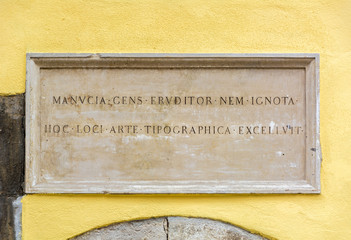 MANVCIA · GENS · ERVDITOR · NEM · IGNOTA
HOC · LOCI · ARTE · TIPOGRAPHICA · EXCELLVIT